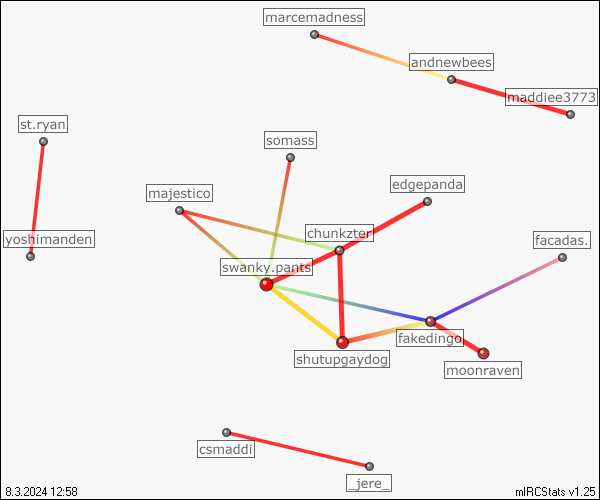 marcemadness
andnewbees
maddiee3773
st.ryan
somass
edgepanda
majestico
chunkzter
yoshimanden
facadas.
swanky.pants
fakedingo
shutupgaydog
moonraven
csmaddi
_jere_
8.3.2024 12:58
mIRCStats v1.25